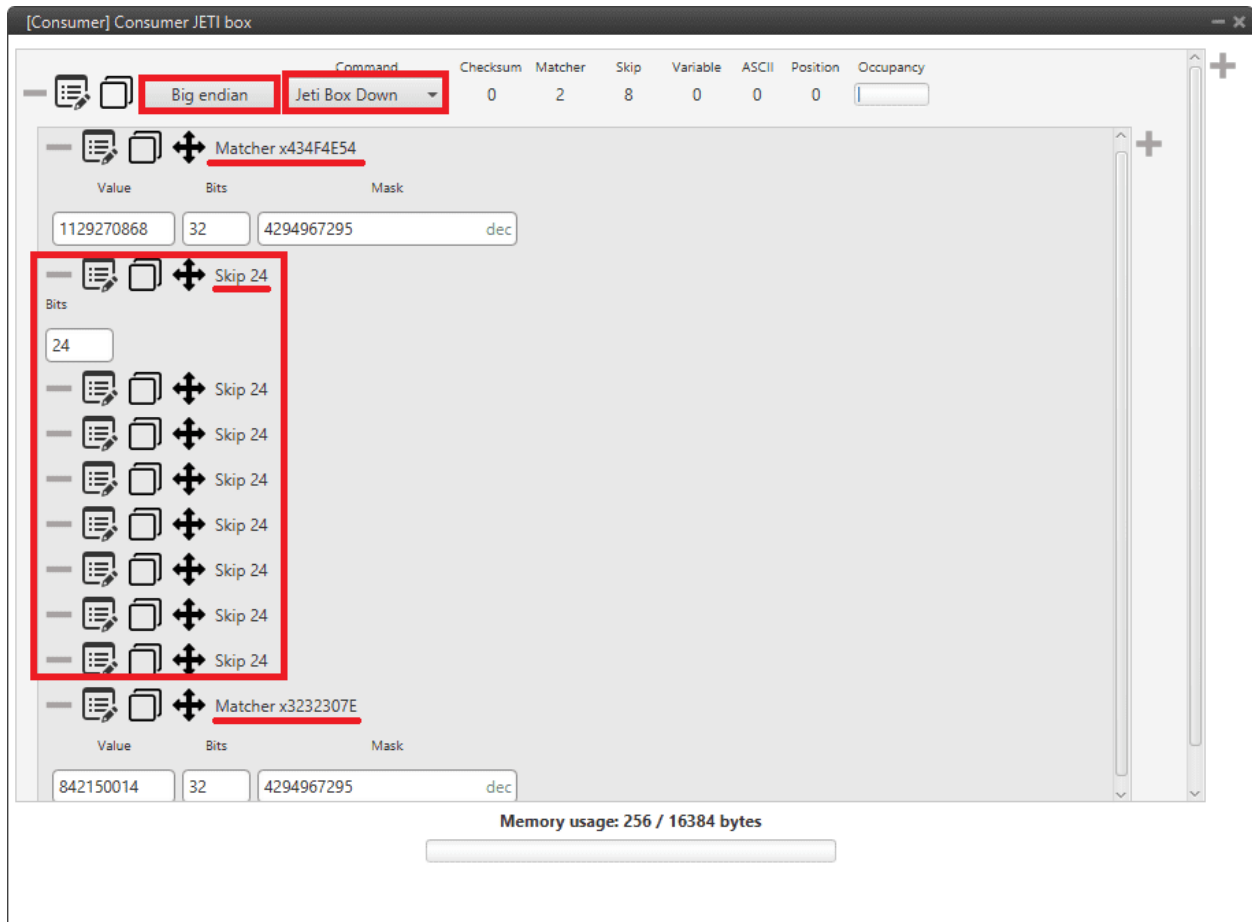 [Consumer] Consumer JETI box
Command Checksum Matcher Skip Variable ASCII Position Occupancy
Big endian Jeti Box Down 0 2 8 0 0 0
Matcher x434F4E54
Value Bits Mask
1129270868 32 4294967295 dec
Skip 24
Bits
24
Skip 24
Skip 24
Skip 24
Skip 24
Skip 24
Skip 24
Skip 24
Matcher x3232307E
Value Bits Mask
842150014 32 4294967295 dec
Memory usage: 256 / 16384 bytes